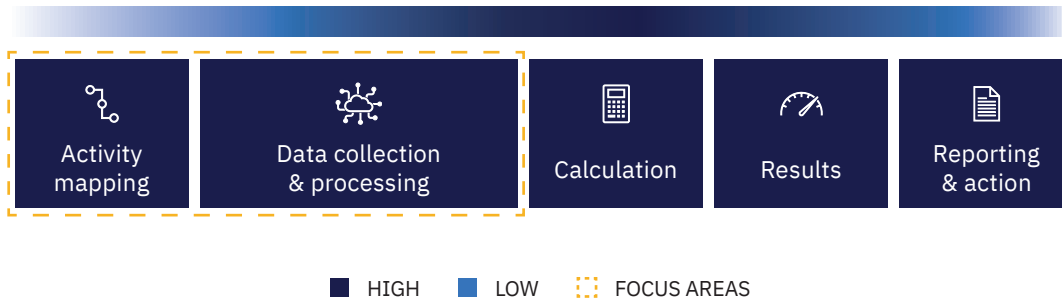 Activity
mapping
Data collection
& processing
Calculation
Results
Reporting
& action
HIGH
LOW
FOCUS AREAS